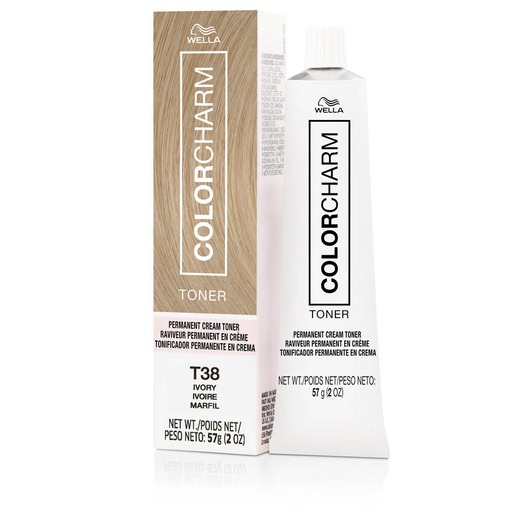 WELLA
COLORCHARM
TONER
PERMANENT CREAM TONER
RAVIVEUR PERMANENT EN CRÈME
TONIFICADOR PERMANENTE EN CREMA
T38
IVORY
IVOIRE
MARFIL
NET WT./POIDS NET/
PESO NETO: 57g (2 OZ)
WELLA
COLORCHARM
TONER
PERMANENT CREAM TONER
RAVIVEUR PERMANENT EN CRÈME
TONIFICADOR PERMANENTE EN CREMA
NET WT./POIDS NET/PESO NETO:
57 g (2 OZ)